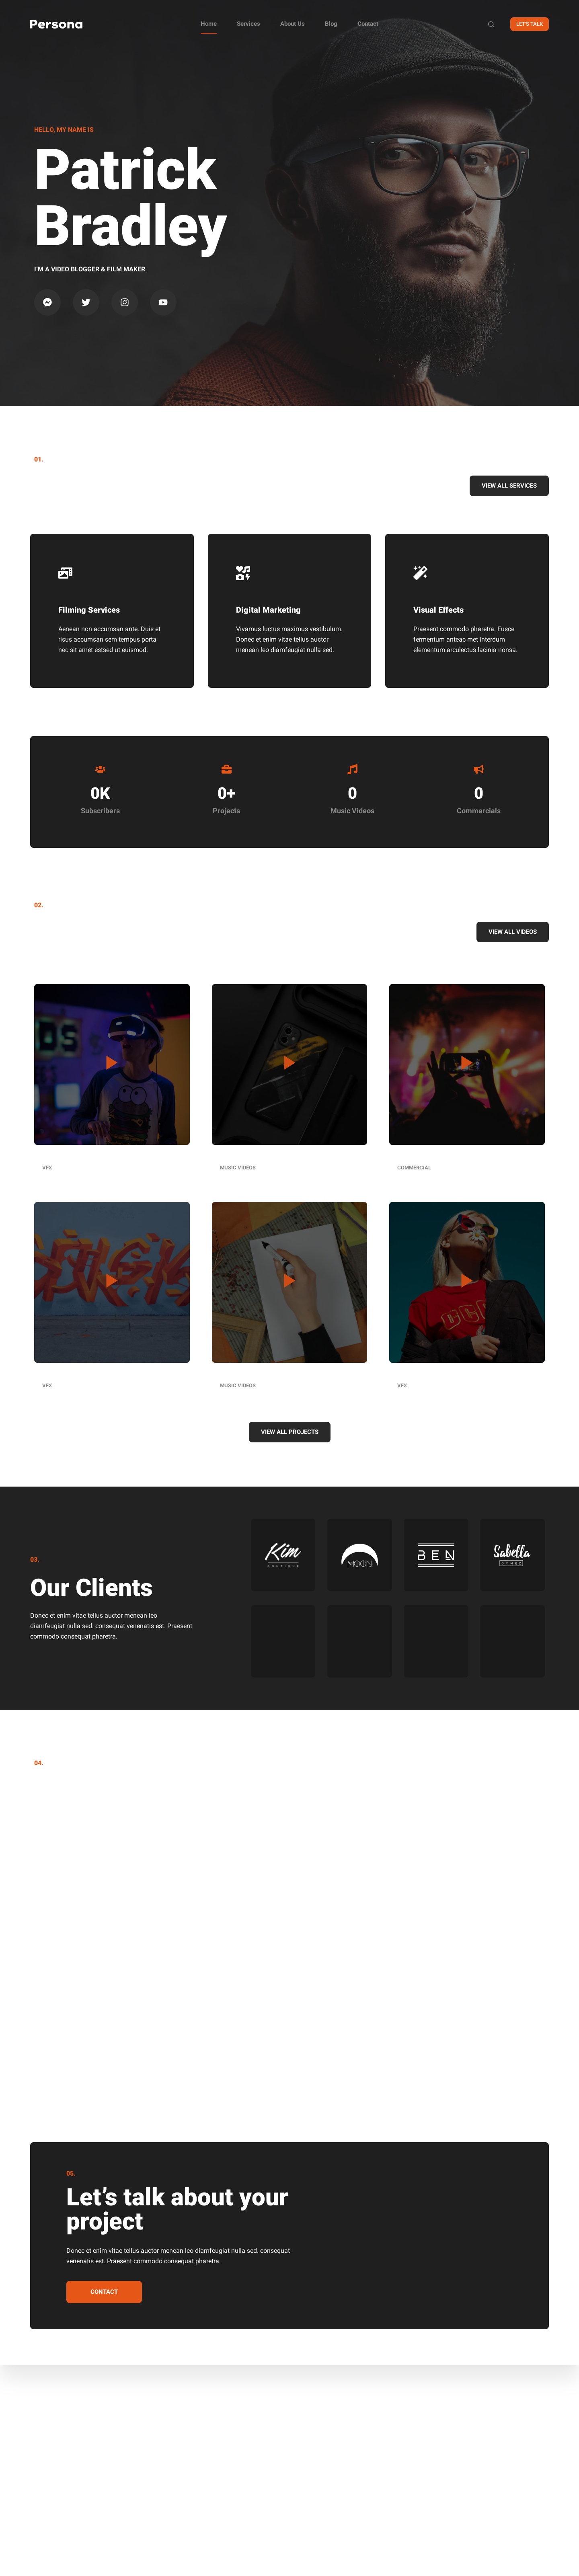 Persona
Home Services About Us Blog Contact
LET'S TALK
HELLO, MY NAME IS
Patrick
Bradley
I'M A VIDEO BLOGGER & FILM MAKER
01.
VIEW ALL SERVICES
Filming Services
Aenean non accumsan ante. Duis et
risus accumsan sem tempus porta
nec sit amet estsed ut euismod.
Digital Marketing
Vivamus luctus maximus vestibulum.
Donec et enim vitae tellus auctor
menean leo diamfeugiat nulla sed.
Visual Effects
Praesent commodo pharetra. Fusce
fermentum anteac met interdum
elementum arculectus lacinia nonsa.
0K
Subscribers
0+
Projects
0
Music Videos
0
Commercials
02.
VIEW ALL VIDEOS
VFX
MUSIC VIDEOS
COMMERCIAL
VFX
MUSIC VIDEOS
VFX
VIEW ALL PROJECTS
03.
Our Clients
Donec et enim vitae tellus auctor menean leo
diamfeugiat nulla sed. consequat venenatis est. Praesent
commodo consequat pharetra.
Kim
BOUTIQUE
MOON
BEN
Sabella
GAMES
04.
05.
Let’s talk about your
project
Donec et enim vitae tellus auctor menean leo diamfeugiat nulla sed. consequat
venenatis est. Praesent commodo consequat pharetra.
CONTACT